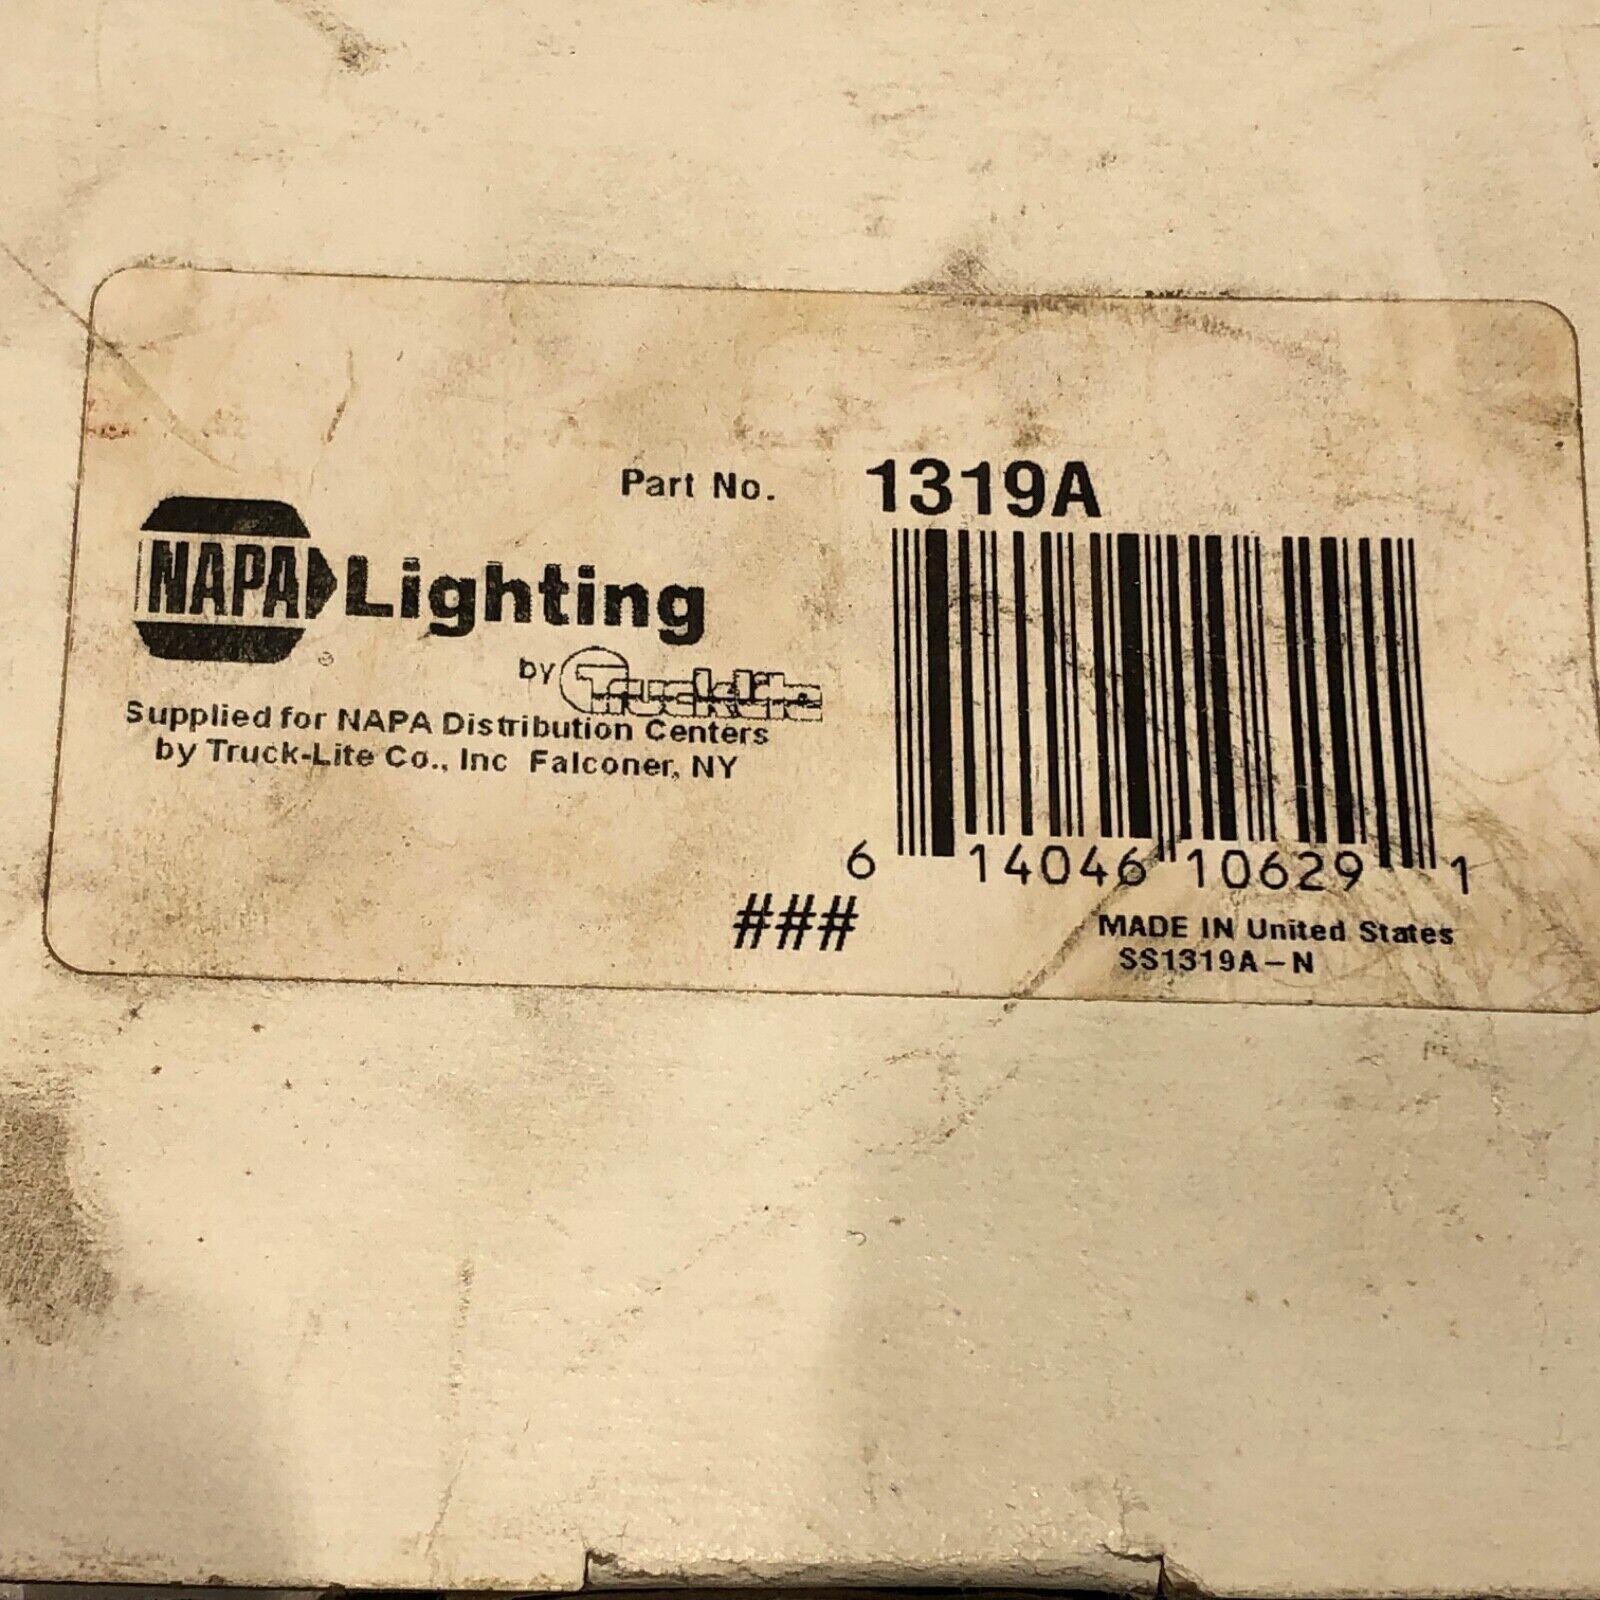 Part No. 1319A
NAPA Lighting
®
by Truck-Lite
Supplied for NAPA Distribution Centers
by Truck-Lite Co., Inc Falconer, NY
6 14046 10629 1
###
MADE IN United States
SS1319A-N